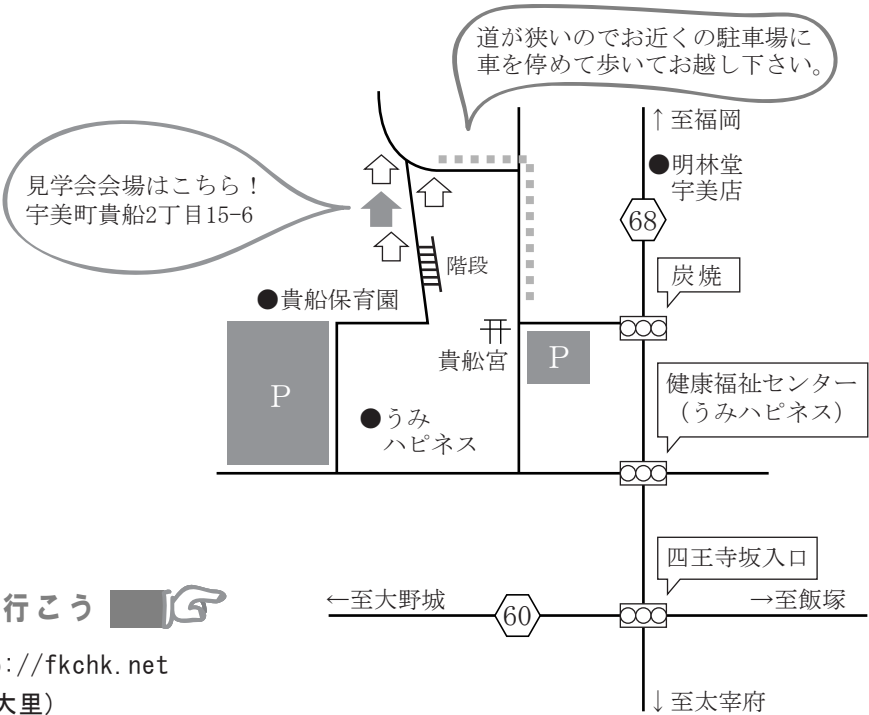 道が狭いのでお近くの駐車場に
車を停めて歩いてお越し下さい。
↑至福岡
●明林堂
宇美店
見学会会場はこちら！
宇美町貴船2丁目15-6
68
階段
炭焼
●貴船保育園
貴舩宮
P
P
健康福祉センター
（うみハピネス）
●うみ
ハピネス
四王寺坂入口
行こう
←至大野城
60
→至飯塚
://fkchk.net
大里）
↓至太宰府